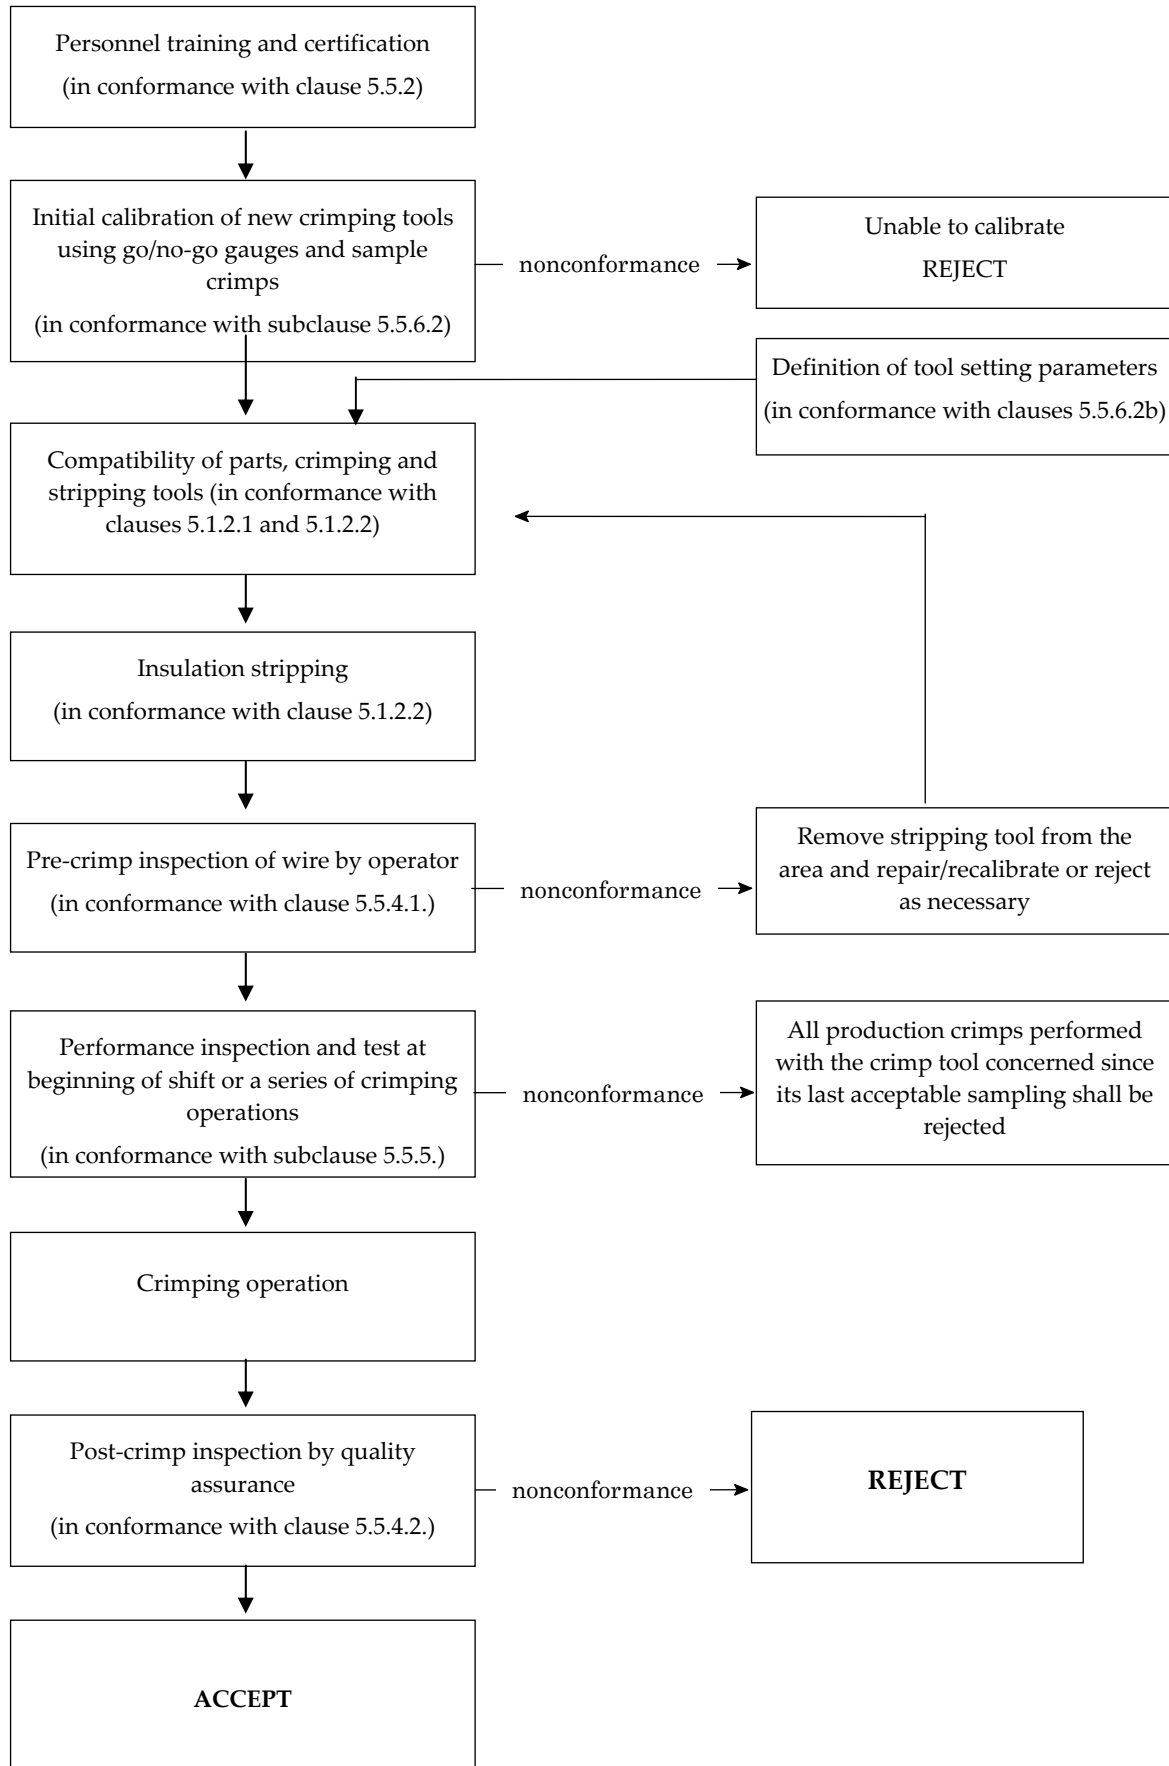 Personnel training and certification
(in conformance with clause 5.5.2)
Initial calibration of new crimping tools
using go/no-go gauges and sample
crimps
(in conformance with subclause 5.5.6.2)
nonconformance
Unable to calibrate
REJECT
Definition of tool setting parameters
(in conformance with clauses 5.5.6.2b)
Compatibility of parts, crimping and
stripping tools (in conformance with
clauses 5.1.2.1 and 5.1.2.2)
Insulation stripping
(in conformance with clause 5.1.2.2)
Pre-crimp inspection of wire by operator
(in conformance with clause 5.5.4.1.)
nonconformance
Remove stripping tool from the
area and repair/recalibrate or reject
as necessary
Performance inspection and test at
beginning of shift or a series of crimping
operations
(in conformance with subclause 5.5.5.)
nonconformance
All production crimps performed
with the crimp tool concerned since
its last acceptable sampling shall be
rejected
Crimping operation
Post-crimp inspection by quality
assurance
(in conformance with clause 5.5.4.2.)
nonconformance
REJECT
ACCEPT